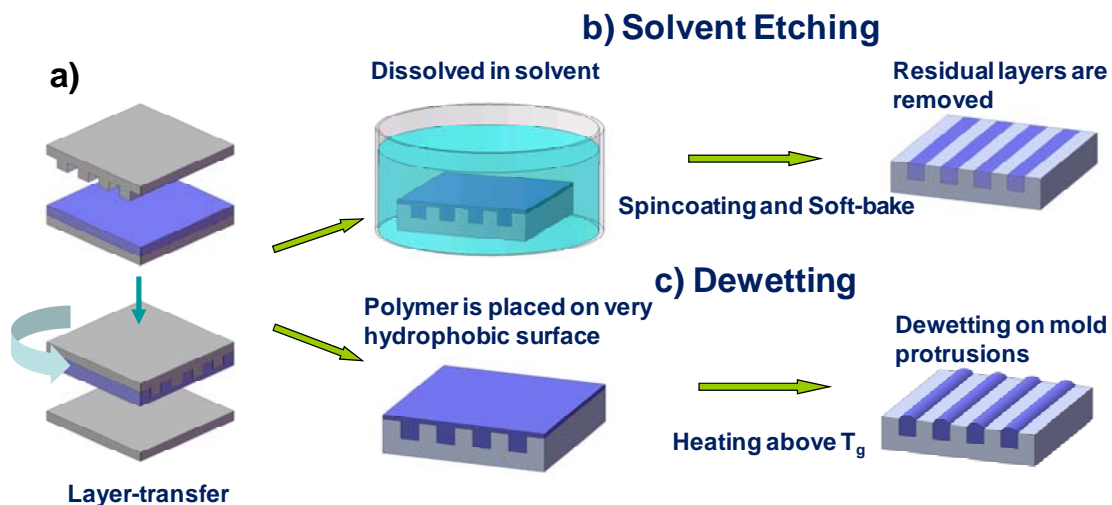 b) Solvent Etching
a)
Dissolved in solvent
Residual layers are
removed
Spincoating and Soft-bake
c) Dewetting
Polymer is placed on very
hydrophobic surface
Dewetting on mold
protrusions
Heating above Tg
Layer-transfer